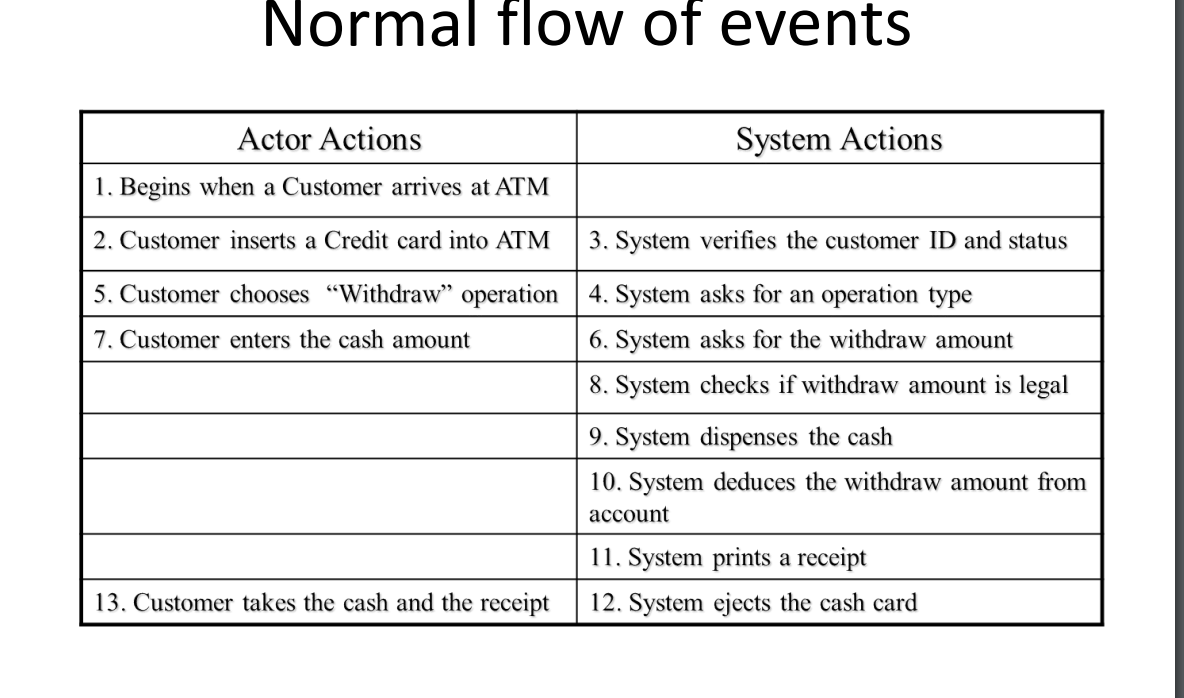 Normal flow of events
Actor Actions
System Actions
1. Begins when a Customer arrives at ATM
2. Customer inserts a Credit card into ATM
3. System verifies the customer ID and status
5. Customer chooses “Withdraw” operation
4. System asks for an operation type
7. Customer enters the cash amount
6. System asks for the withdraw amount
8. System checks if withdraw amount is legal
9. System dispenses the cash
10. System deduces the withdraw amount from
account
11. System prints a receipt
13. Customer takes the cash and the receipt
12. System ejects the cash card